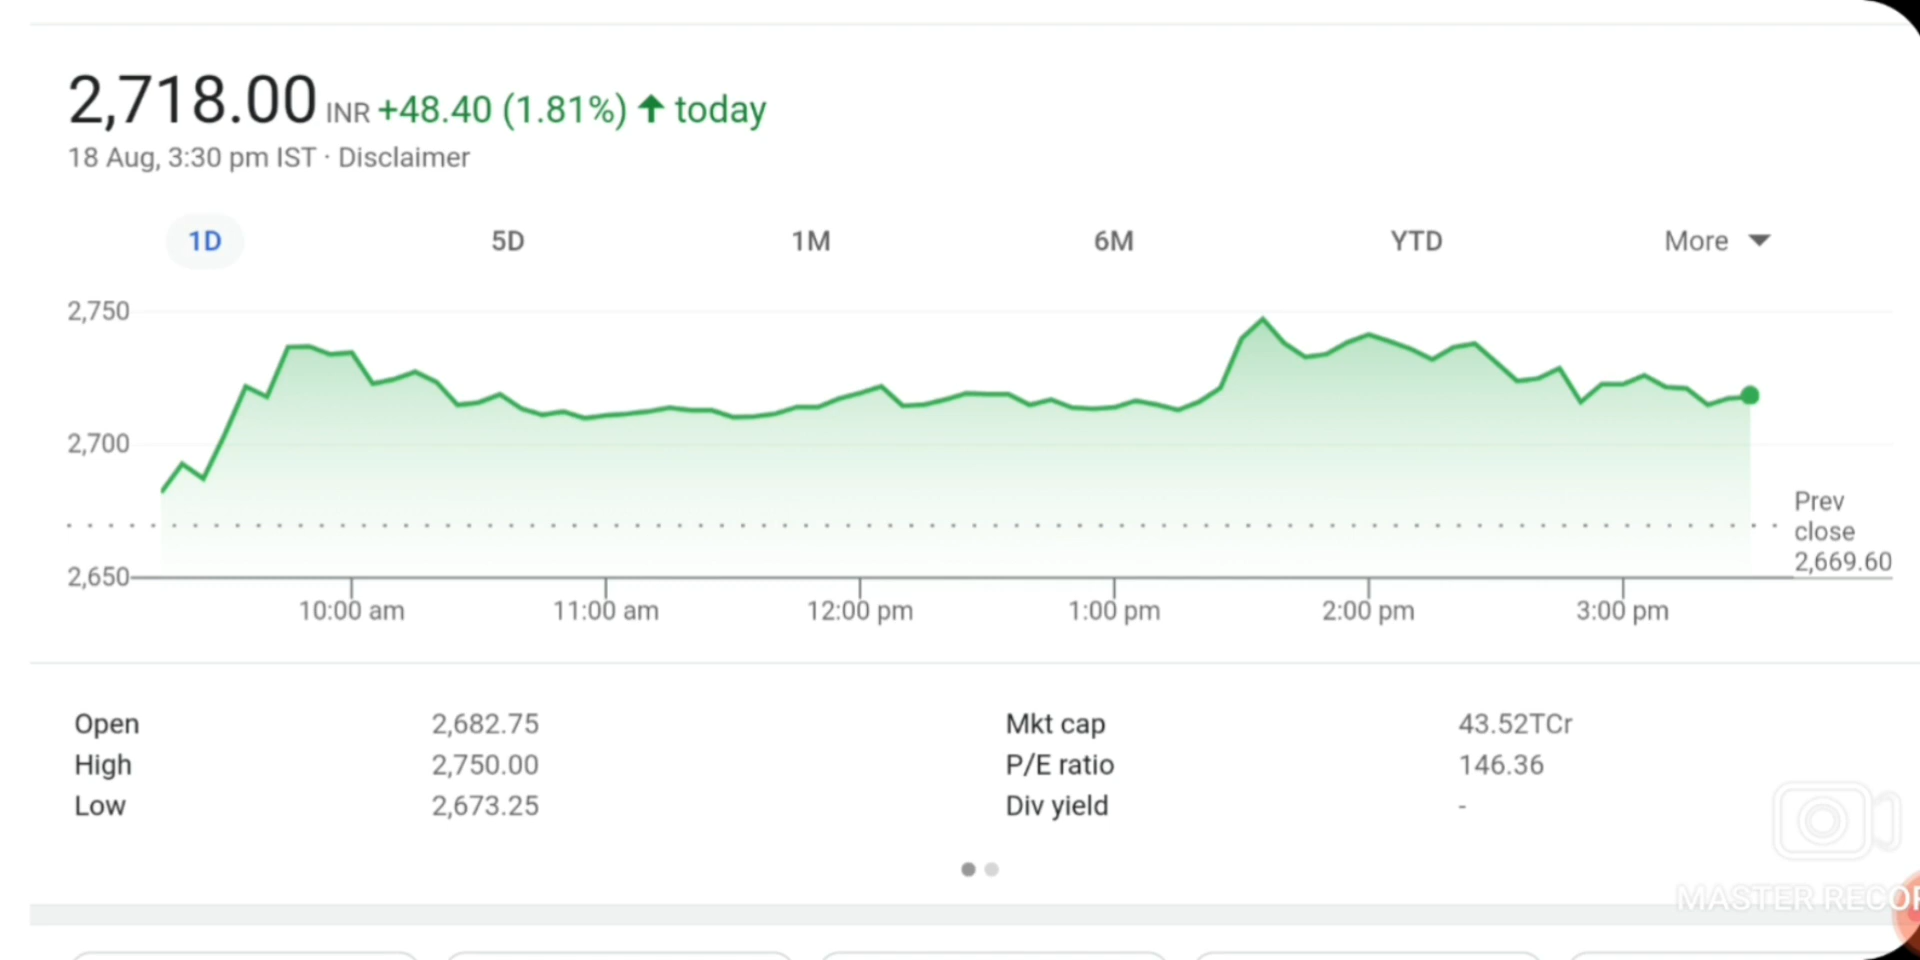 2,718.00 INR +48.40 (1.81%) ↑ today
18 Aug, 3:30 pm IST · Disclaimer
1D 5D 1M 6M YTD More
2,750
2,700
2,650
Prev
close
2,669.60
10:00 am 11:00 am 12:00 pm 1:00 pm 2:00 pm 3:00 pm
Open 2,682.75 Mkt cap 43.52TCr
High 2,750.00 P/E ratio 146.36
Low 2,673.25 Div yield -
MASTER RECOR